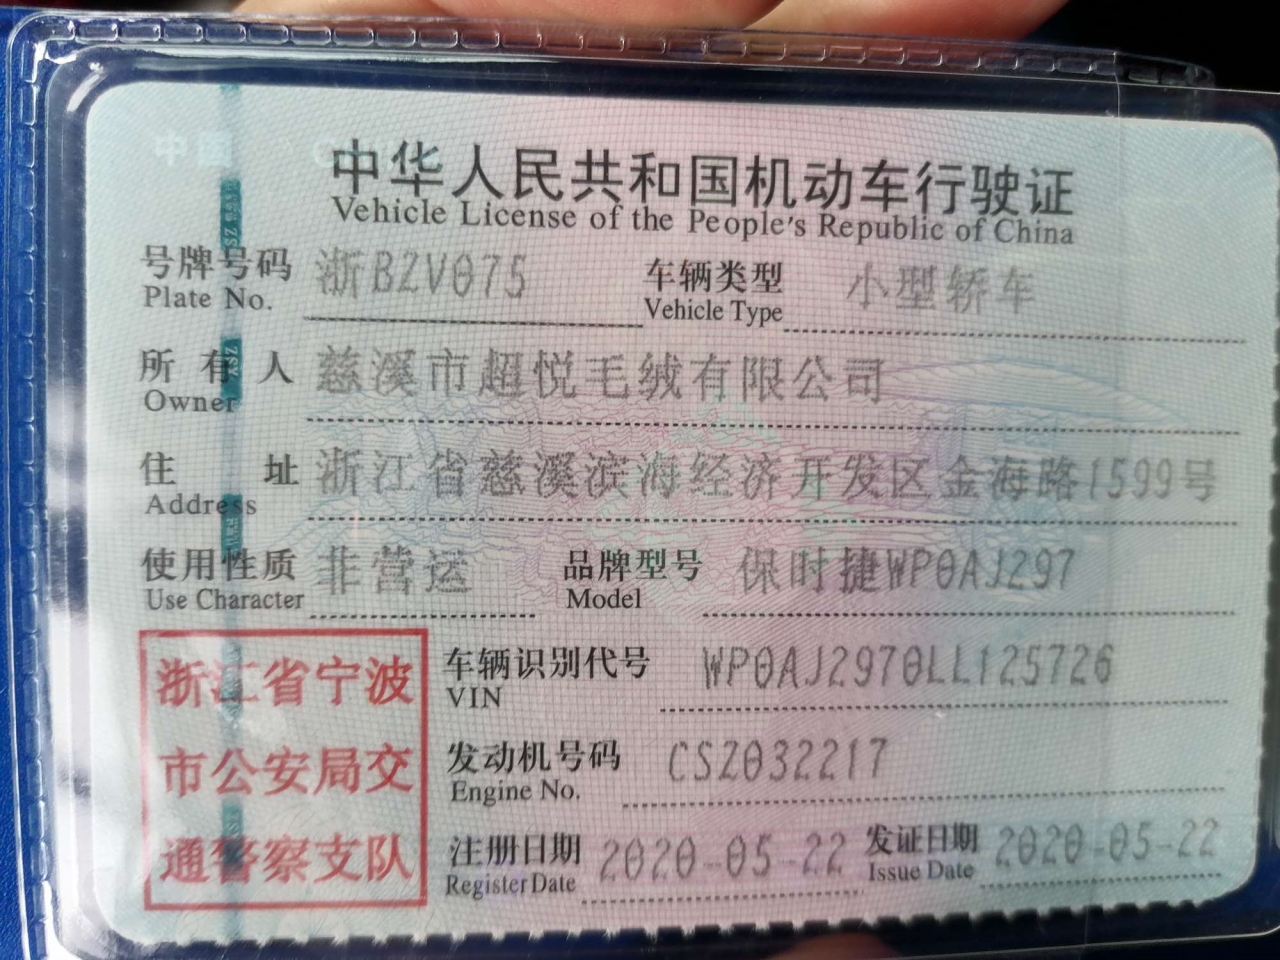 中华人民共和国机动车行驶证
Vehicle License of the People's Republic of China
号牌号码 浙BZV075 车辆类型 小型轿车
Plate No. Vehicle Type
所有人 慈溪市超悦毛绒有限公司
Owner
住址 浙江省慈溪滨海经济开发区金海路1599号
Address
使用性质 非营运 品牌型号 保时捷WP0AJ297
Use Character Model
浙江省宁波
市公安局交
通警察支队
车辆识别代号 WP0AJ2970LL125726
VIN
发动机号码 CSZ032217
Engine No.
注册日期 2020-05-22 发证日期 2020-05-22
Register Date Issue Date